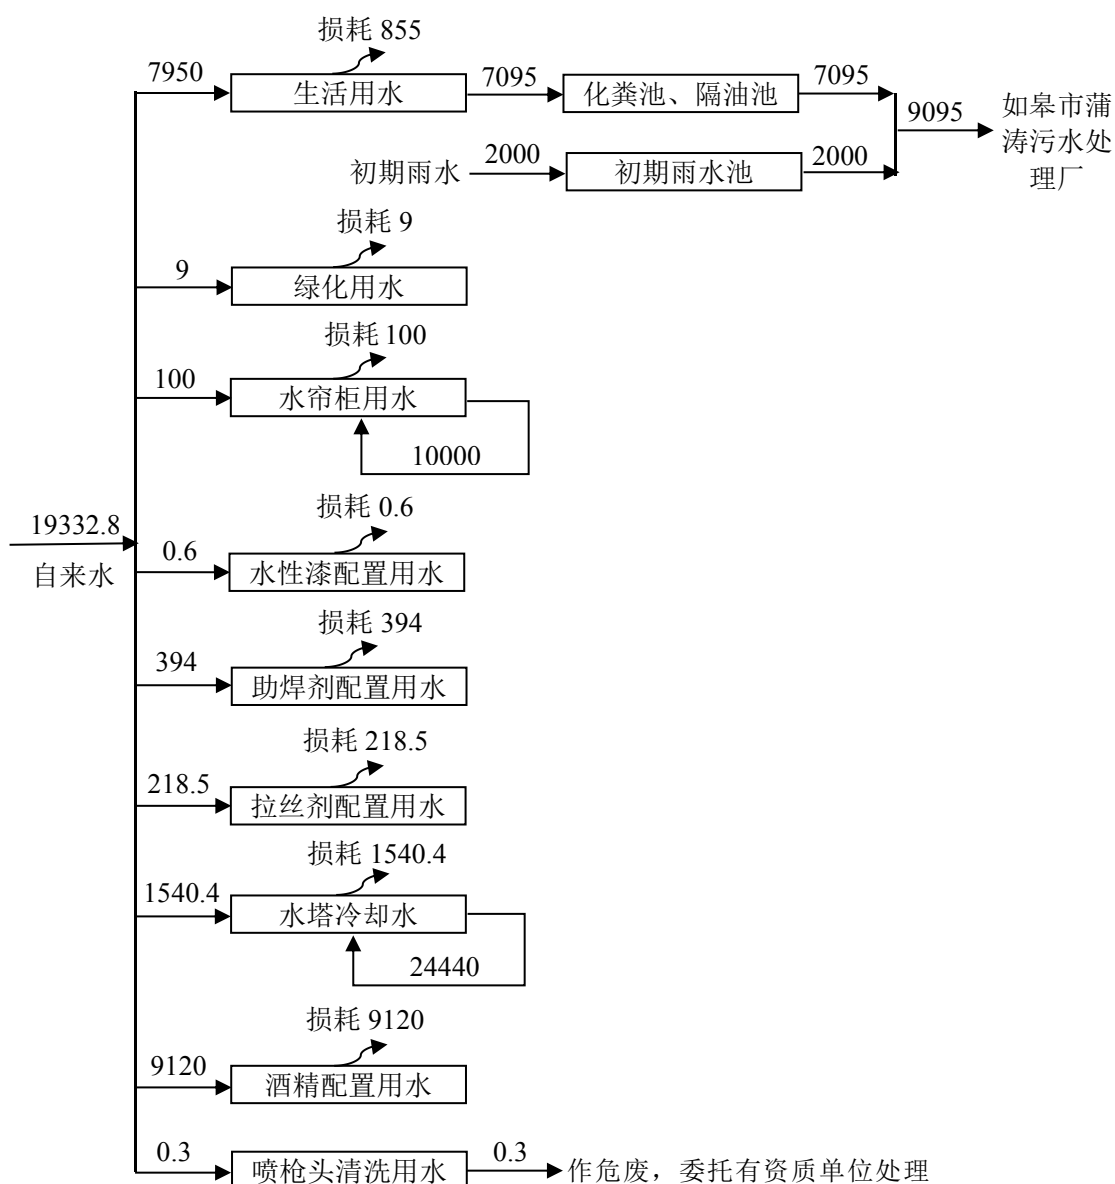 损耗 855
7950
生活用水
7095
化粪池、隔油池
7095
9095
如皋市蒲
涛污水处
理厂
初期雨水
2000
初期雨水池
2000
损耗 9
9
绿化用水
损耗 100
100
水帘柜用水
10000
19332.8
自来水
损耗 0.6
0.6
水性漆配置用水
损耗 394
394
助焊剂配置用水
损耗 218.5
218.5
拉丝剂配置用水
损耗 1540.4
1540.4
水塔冷却水
24440
损耗 9120
9120
酒精配置用水
0.3
喷枪头清洗用水
0.3
作危废，委托有资质单位处理